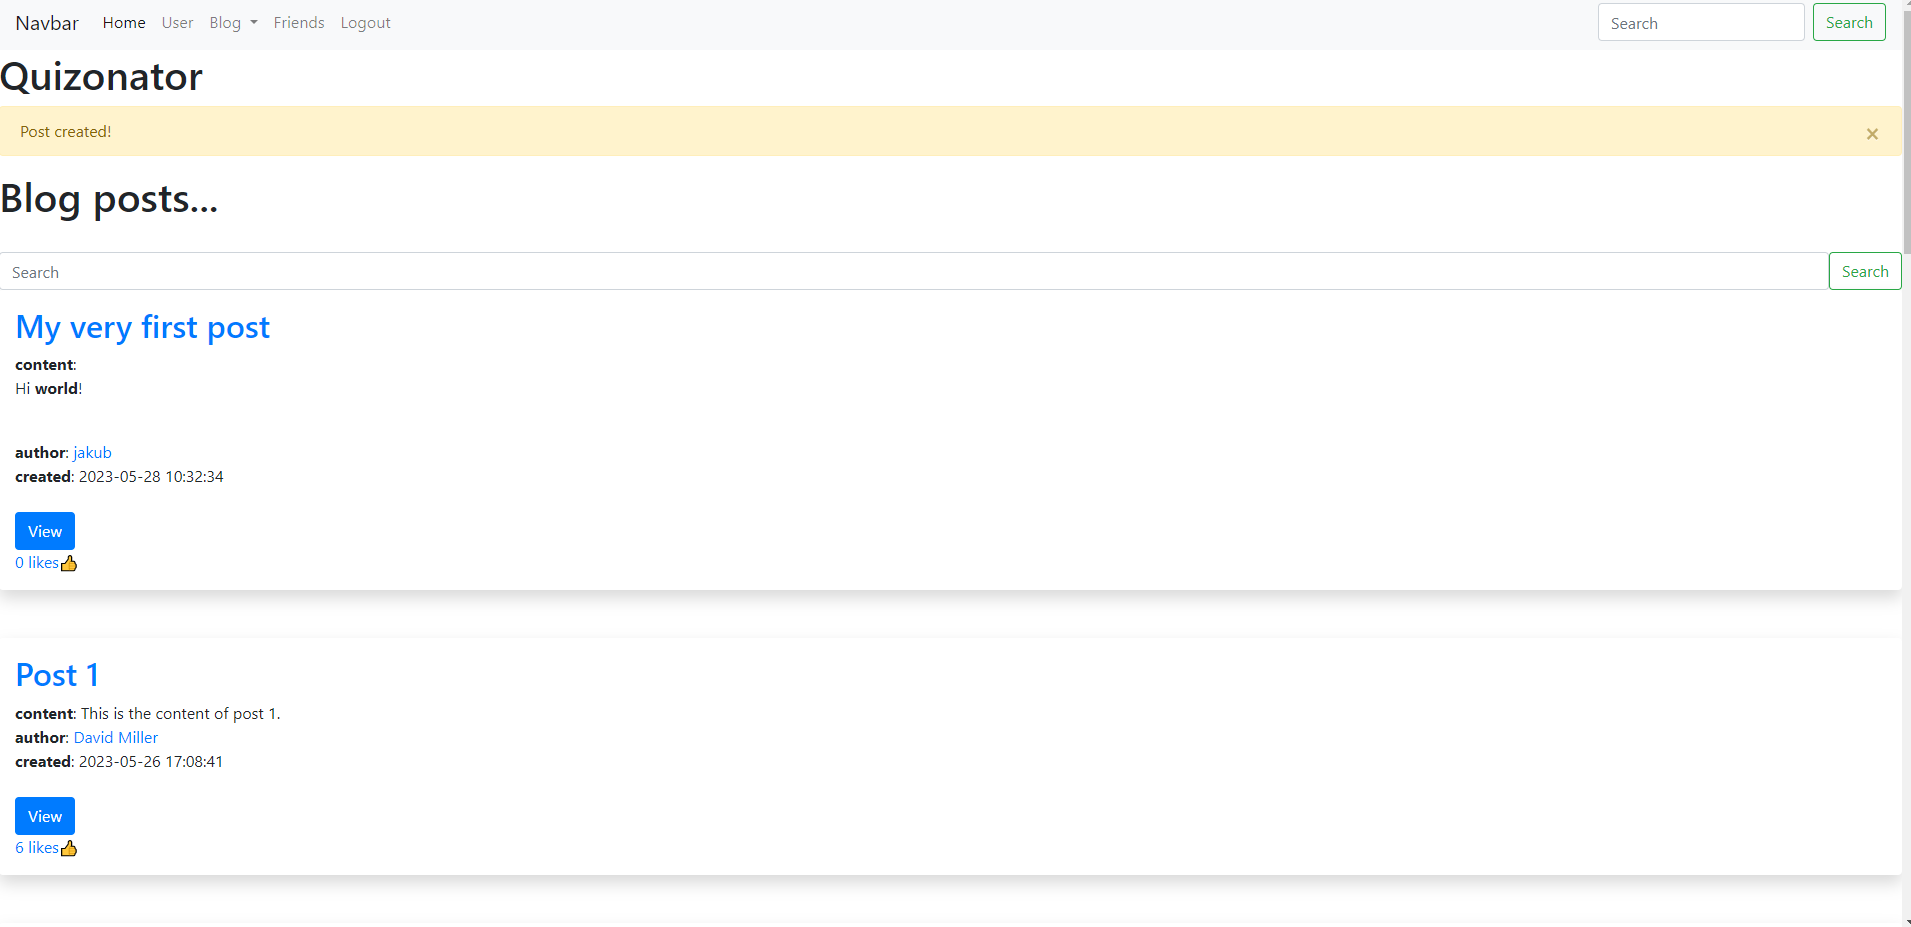 Navbar Home User Blog Friends Logout Search Search
Quizonator
Post created! ×
Blog posts...
Search Search
My very first post
content:
Hi world!
author: jakub
created: 2023-05-28 10:32:34
View
0 likes👍
Post 1
content: This is the content of post 1.
author: David Miller
created: 2023-05-26 17:08:41
View
6 likes👍